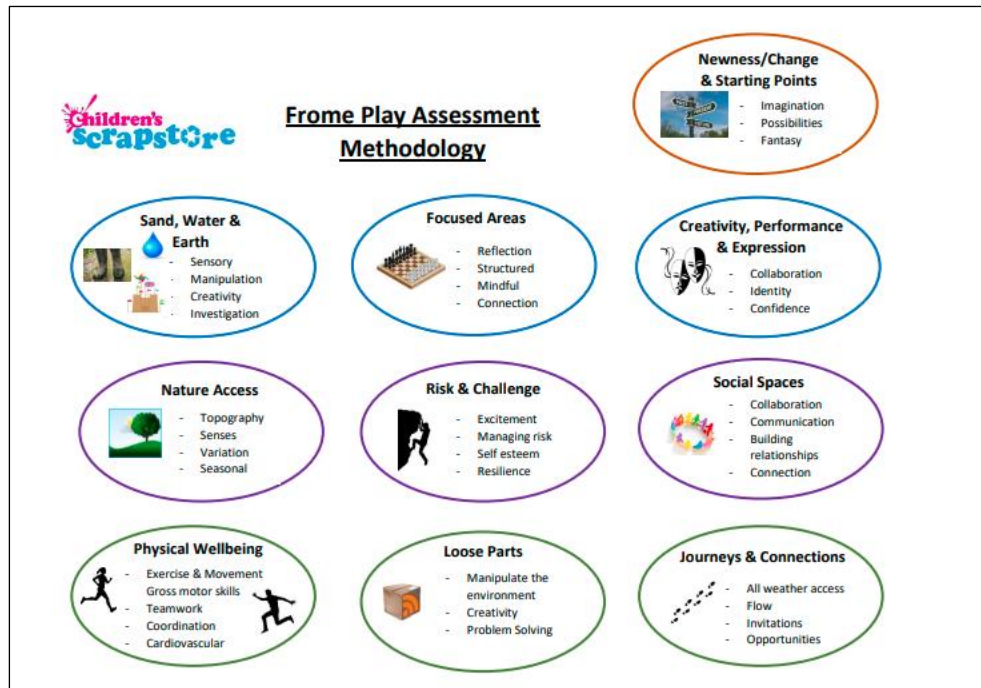 Children's
scrapstore
Frome Play Assessment
Methodology
Newness/Change
& Starting Points
- Imagination
- Possibilities
- Fantasy
Sand, Water &
Earth
- Sensory
- Manipulation
- Creativity
- Investigation
Focused Areas
- Reflection
- Structured
- Mindful
- Connection
Creativity, Performance
& Expression
- Collaboration
- Identity
- Confidence
Nature Access
- Topography
- Senses
- Variation
- Seasonal
Risk & Challenge
- Excitement
- Managing risk
- Self esteem
- Resilience
Social Spaces
- Collaboration
- Communication
- Building
relationships
- Connection
Physical Wellbeing
- Exercise & Movement
Gross motor skills
- Teamwork
- Coordination
- Cardiovascular
Loose Parts
- Manipulate the
environment
- Creativity
- Problem Solving
Journeys & Connections
- All weather access
- Flow
- Invitations
- Opportunities